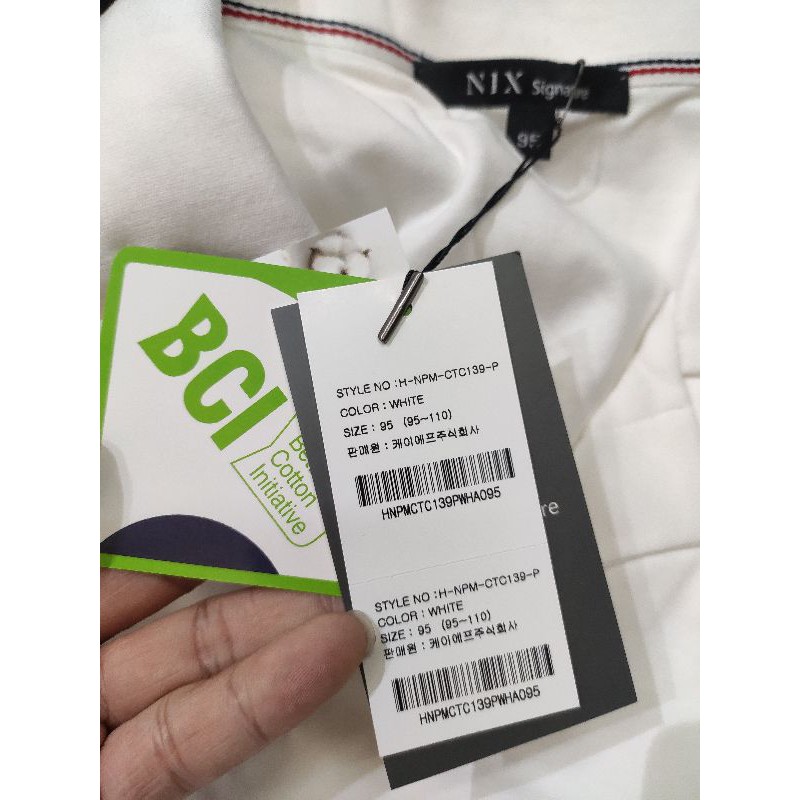 NIX Signature
95
BCI
Better
Cotton
Initiative
STYLE NO : H-NPM-CTC139-P
COLOR : WHITE
SIZE : 95 (95~110)
판매원 : 케이에프주식회사
HNPMCTC139PWHA095
re
STYLE NO : H-NPM-CTC139-P
COLOR : WHITE
SIZE : 95 (95~110)
판매원 : 케이에프주식회사
HNPMCTC139PWHA095